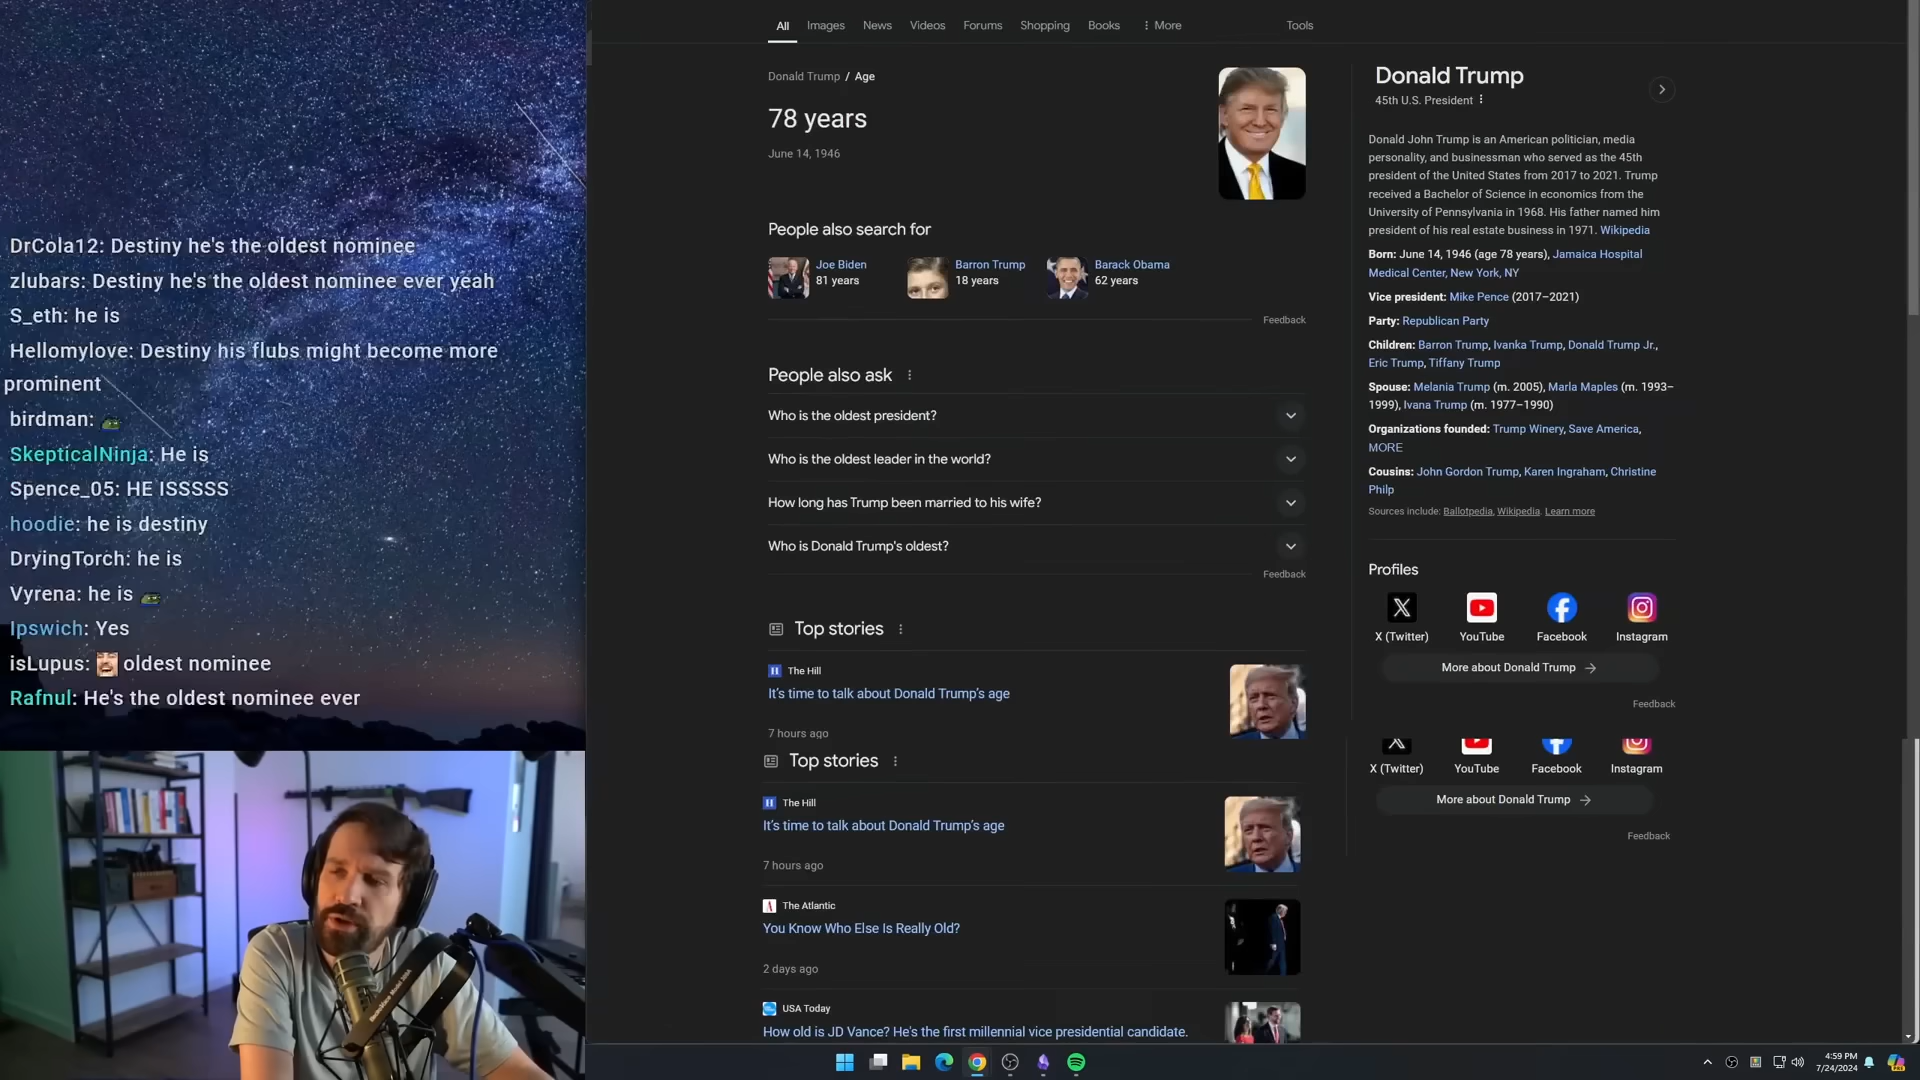 DrCola12: Destiny he's the oldest nominee
zlubars: Destiny he's the oldest nominee ever yeah
S_eth: he is
Hellomylove: Destiny his flubs might become more
prominent
birdman:
SkepticalNinja: He is
Spence_05: HE ISSSSS
hoodie: he is destiny
DryingTorch: he is
Vyrena: he is
Ipswich: Yes
isLupus: oldest nominee
Rafnul: He's the oldest nominee ever
All Images News Videos Forums Shopping Books More Tools
Donald Trump / Age
78 years
June 14, 1946
People also search for
Joe Biden
81 years
Barron Trump
18 years
Barack Obama
62 years
Feedback
People also ask
Who is the oldest president?
Who is the oldest leader in the world?
How long has Trump been married to his wife?
Who is Donald Trump's oldest?
Feedback
Top stories
The Hill
It's time to talk about Donald Trump's age
7 hours ago
Top stories
The Hill
It's time to talk about Donald Trump's age
7 hours ago
The Atlantic
You Know Who Else Is Really Old?
2 days ago
USA Today
How old is JD Vance? He's the first millennial vice presidential candidate.
Donald Trump
45th U.S. President
Donald John Trump is an American politician, media
personality, and businessman who served as the 45th
president of the United States from 2017 to 2021. Trump
received a Bachelor of Science in economics from the
University of Pennsylvania in 1968. His father named him
president of his real estate business in 1971. Wikipedia
Born: June 14, 1946 (age 78 years), Jamaica Hospital
Medical Center, New York, NY
Vice president: Mike Pence (2017–2021)
Party: Republican Party
Children: Barron Trump, Ivanka Trump, Donald Trump Jr.,
Eric Trump, Tiffany Trump
Spouse: Melania Trump (m. 2005), Marla Maples (m. 1993–
1999), Ivana Trump (m. 1977–1990)
Organizations founded: Trump Winery, Save America,
MORE
Cousins: John Gordon Trump, Karen Ingraham, Christine
Philp
Sources include: Ballotpedia, Wikipedia. Learn more
Profiles
X (Twitter) YouTube Facebook Instagram
More about Donald Trump
Feedback
X (Twitter) YouTube Facebook Instagram
More about Donald Trump
Feedback
4:59 PM
7/24/2024